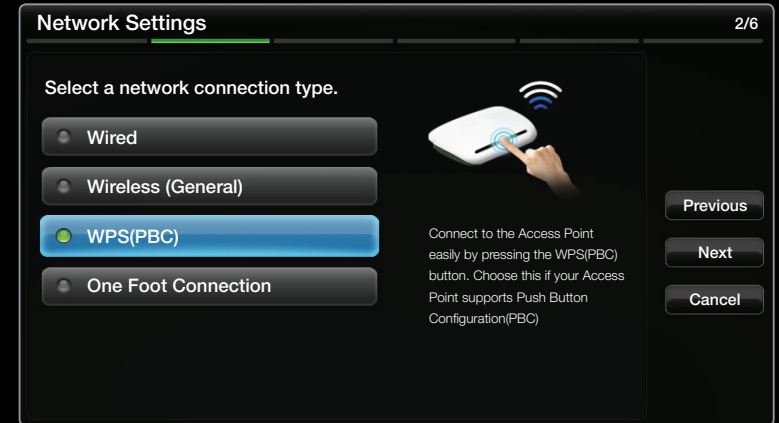 Network Settings
2/6
Select a network connection type.
Wired
Wireless (General)
WPS(PBC)
One Foot Connection
Connect to the Access Point
easily by pressing the WPS(PBC)
button. Choose this if your Access
Point supports Push Button
Configuration(PBC)
Previous
Next
Cancel